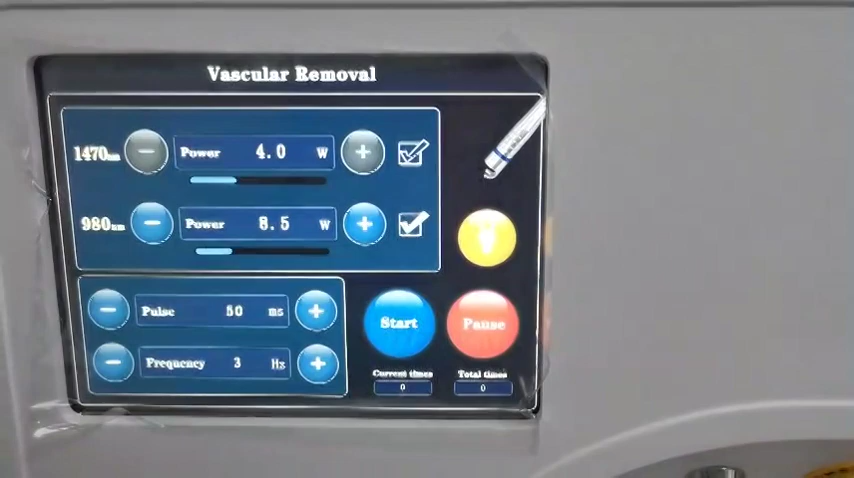 Vascular Removal
1470nm Power 4.0 W
980nm Power 8.5 W
Pulse 50 ms
Frequency 3 Hz
Start
Pause
Current times
Total times
0
0